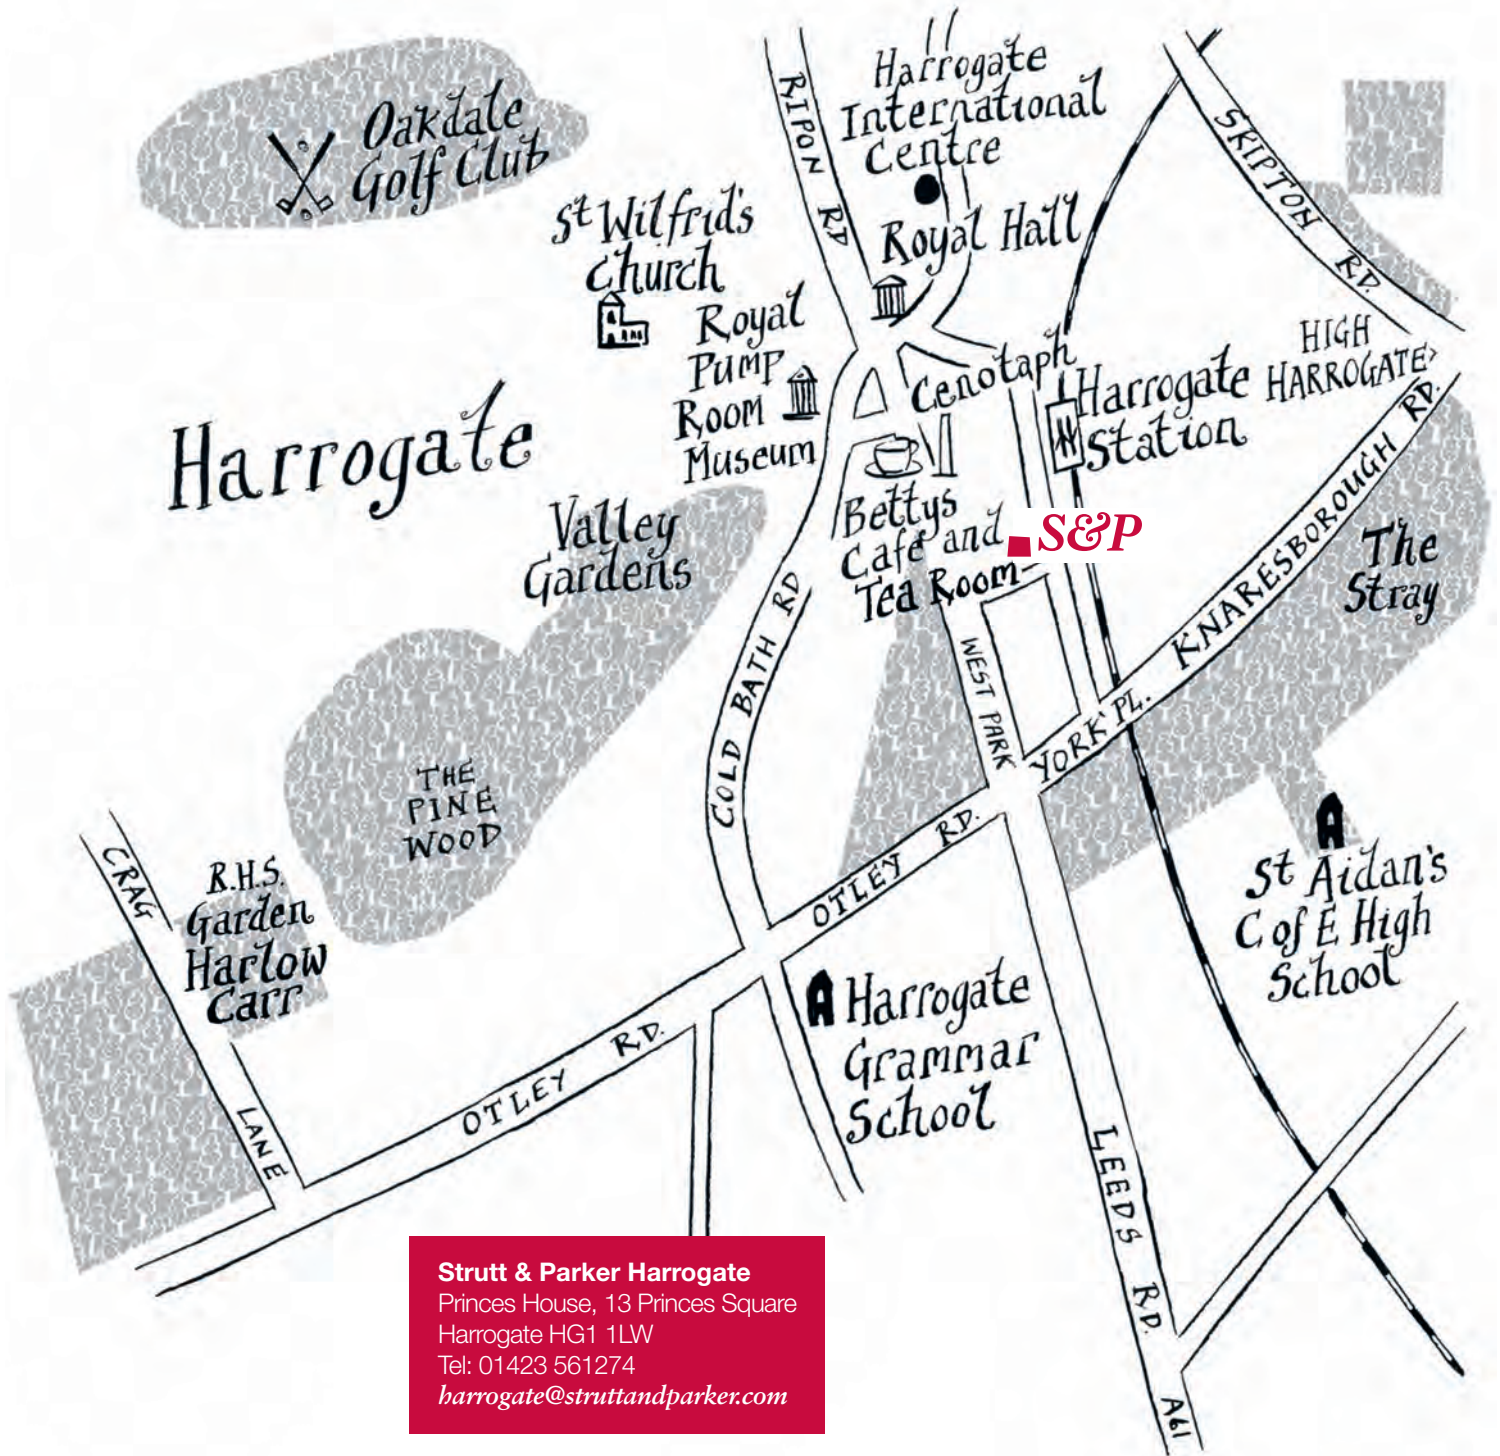 Oakdale
Golf Club
RIPON RD
Harrogate
International
Centre
SKIPTON RD.
St Wilfrid's
Church
Royal Hall
Royal
Pump
Room
Museum
Cenotaph
Harrogate
Station
HIGH
HARROGATE>
Harrogate
Valley
Gardens
Bettys
Café and
Tea Room
S&P
KNARESBOROUGH RD.
The
Stray
COLD BATH RD
WEST PARK
YORK PL.
THE
PINE
WOOD
CRAG LANE
R.H.S.
Garden
Harlow
Carr
OTLEY RD.
St Aidan's
C of E High
School
Harrogate
Grammar
School
OTLEY RD.
LEEDS RD.
A61
Strutt & Parker Harrogate
Princes House, 13 Princes Square
Harrogate HG1 1LW
Tel: 01423 561274
harrogate@struttandparker.com